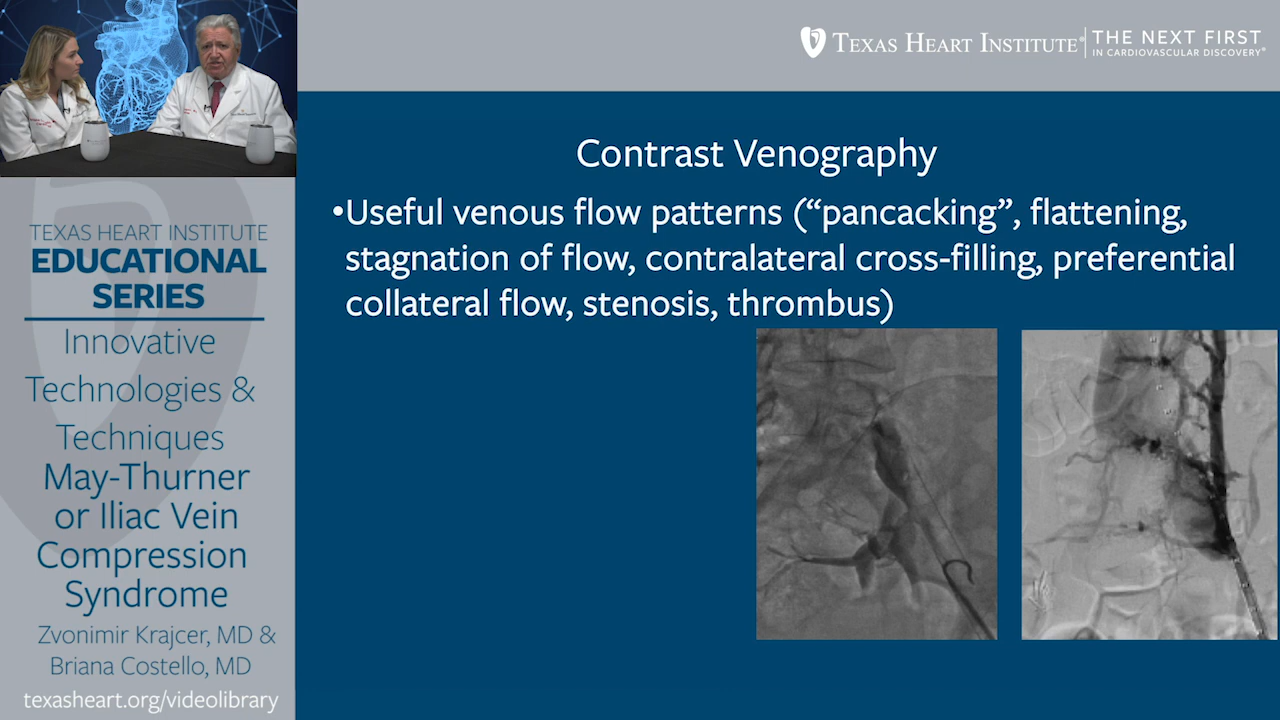 TEXAS HEART INSTITUTE®
THE NEXT FIRST
IN CARDIOVASCULAR DISCOVERY®
TEXAS HEART INSTITUTE
EDUCATIONAL
SERIES
Innovative
Technologies &
Techniques
May-Thurner
or Iliac Vein
Compression
Syndrome
Zvonimir Krajcer, MD &
Briana Costello, MD
texasheart.org/videolibrary
Contrast Venography
•Useful venous flow patterns (“pancacking”, flattening,
stagnation of flow, contralateral cross-filling, preferential
collateral flow, stenosis, thrombus)